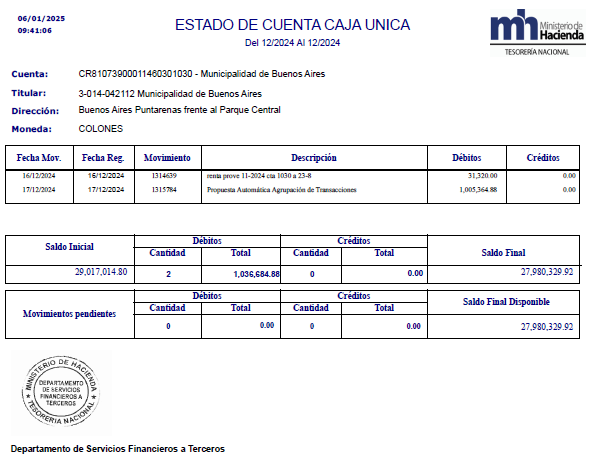 06/01/2025
09:41:06
ESTADO DE CUENTA CAJA UNICA
Del 12/2024 Al 12/2024
mh Ministerio de Hacienda
TESORERÍA NACIONAL
Cuenta: CR81073900011460301030 - Municipalidad de Buenos Aires
Titular: 3-014-042112 Municipalidad de Buenos Aires
Dirección: Buenos Aires Puntarenas frente al Parque Central
Moneda: COLONES
Fecha Mov. Fecha Reg. Movimiento Descripción Débitos Créditos
16/12/2024 16/12/2024 1314639 renta prove 11-2024 cta 1030 a 23-8 31,320.00 0.00
17/12/2024 17/12/2024 1315784 Propuesta Automática Agrupación de Transacciones 1,005,364.88 0.00
Saldo Inicial Débitos Créditos Saldo Final
Cantidad Total Cantidad Total
29,017,014.80 2 1,036,684.88 0 0.00 27,980,329.92
Movimientos pendientes Débitos Créditos Saldo Final Disponible
Cantidad Total Cantidad Total
0 0.00 0 0.00 27,980,329.92
MINISTERIO DE HACIENDA
DEPARTAMENTO
DE SERVICIOS
FINANCIEROS A
TERCEROS
TESORERIA NACIONAL
Departamento de Servicios Financieros a Terceros